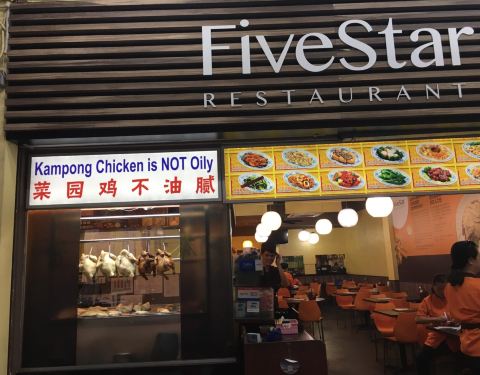 FiveStar
RESTAURANT
Kampong Chicken is NOT Oily
菜园鸡不油腻